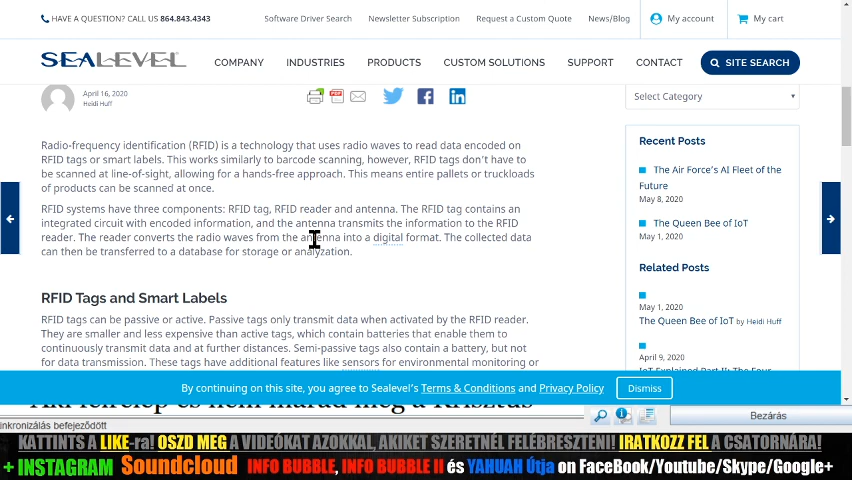 HAVE A QUESTION? CALL US 864.843.4343
Software Driver Search
Newsletter Subscription
Request a Custom Quote
News/Blog
My account
My cart
SEALEVEL
COMPANY
INDUSTRIES
PRODUCTS
CUSTOM SOLUTIONS
SUPPORT
CONTACT
SITE SEARCH
April 16, 2020
Heidi Huff
Radio-frequency identification (RFID) is a technology that uses radio waves to read data encoded on
RFID tags or smart labels. This works similarly to barcode scanning, however, RFID tags don't have to
be scanned at line-of-sight, allowing for a hands-free approach. This means entire pallets or truckloads
of products can be scanned at once.
RFID systems have three components: RFID tag, RFID reader and antenna. The RFID tag contains an
integrated circuit with encoded information, and the antenna transmits the information to the RFID
reader. The reader converts the radio waves from the antenna into a digital format. The collected data
can then be transferred to a database for storage or analyzation.
RFID Tags and Smart Labels
RFID tags can be passive or active. Passive tags only transmit data when activated by the RFID reader.
They are smaller and less expensive than active tags, which contain batteries that enable them to
continuously transmit data and at further distances. Semi-passive tags also contain a battery, but not
for data transmission. These tags have additional features like sensors for environmental monitoring or
Select Category
Recent Posts
The Air Force's AI Fleet of the
Future
May 8, 2020
The Queen Bee of IoT
May 1, 2020
Related Posts
May 1, 2020
The Queen Bee of IoT by Heidi Huff
April 9, 2020
IoT Explained Part II: The Four
By continuing on this site, you agree to Sealevel's Terms & Conditions and Privacy Policy
Dismiss
Aki felrelép és nem marad meg a Krisztus
inkronizálás befejeződött
Bezárás
KATTINTS A LIKE-ra! OSZD MEG A VIDEÓKAT AZOKKAL, AKIKET SZERETNÉL FELÉBRESZTENI! IRATKOZZ FEL A CSATORNÁRA!
+ INSTAGRAM Soundcloud INFO BUBBLE, INFO BUBBLE II és YAHUAH Útja on FaceBook/Youtube/Skype/Google+